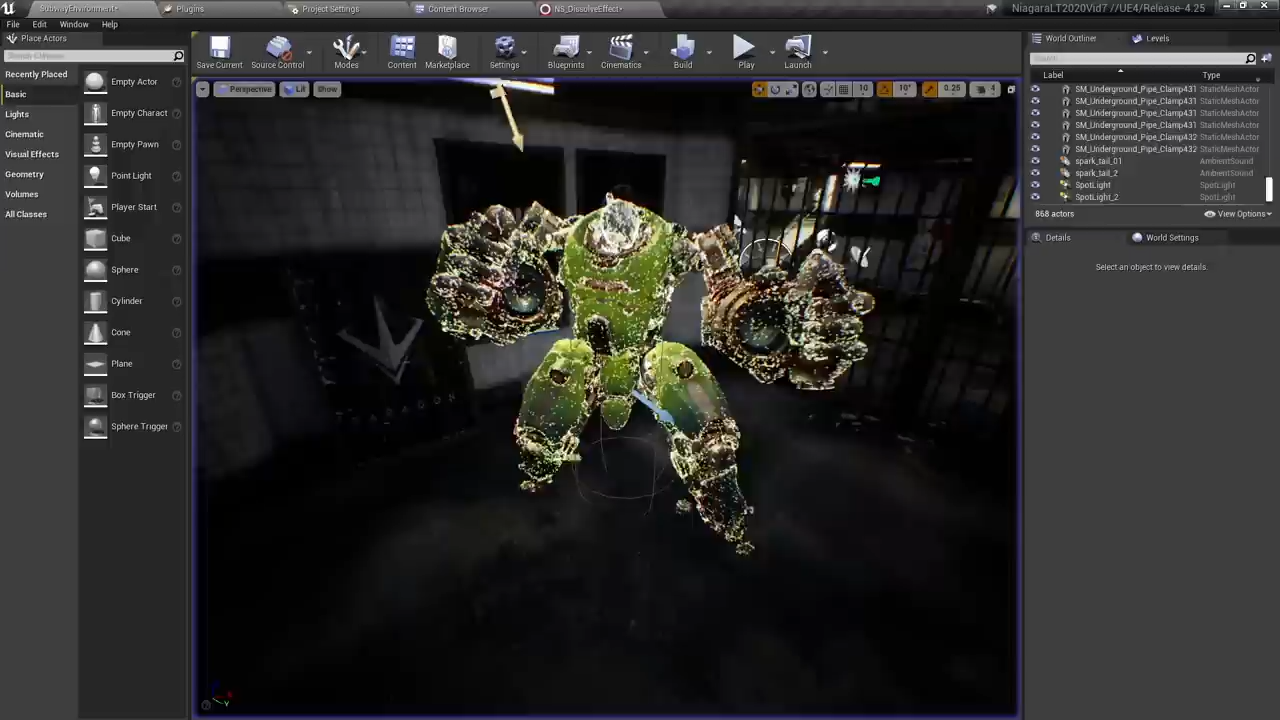 SubwayEnvironment*
Plugins
Project Settings
Content Browser
NS_DissolveEffect*
NiagaraLT2020Vid7 //UE4/Release-4.25
File Edit Window Help
Place Actors
Recently Placed
Basic
Lights
Cinematic
Visual Effects
Geometry
Volumes
All Classes
Empty Actor
Empty Charact
Empty Pawn
Point Light
Player Start
Cube
Sphere
Cylinder
Cone
Plane
Box Trigger
Sphere Trigger
Save Current
Source Control
Modes
Content
Marketplace
Settings
Blueprints
Cinematics
Build
Play
Launch
Perspective
Lit
Show
10
10°
0.25
4
World Outliner
Levels
Label Type
SM_Underground_Pipe_Clamp431 StaticMeshActor
SM_Underground_Pipe_Clamp431 StaticMeshActor
SM_Underground_Pipe_Clamp431 StaticMeshActor
SM_Underground_Pipe_Clamp431 StaticMeshActor
SM_Underground_Pipe_Clamp432 StaticMeshActor
SM_Underground_Pipe_Clamp432 StaticMeshActor
spark_tail_01 AmbientSound
spark_tail_2 AmbientSound
SpotLight SpotLight
SpotLight_2 SpotLight
868 actors
View Options
Details
World Settings
Select an object to view details.